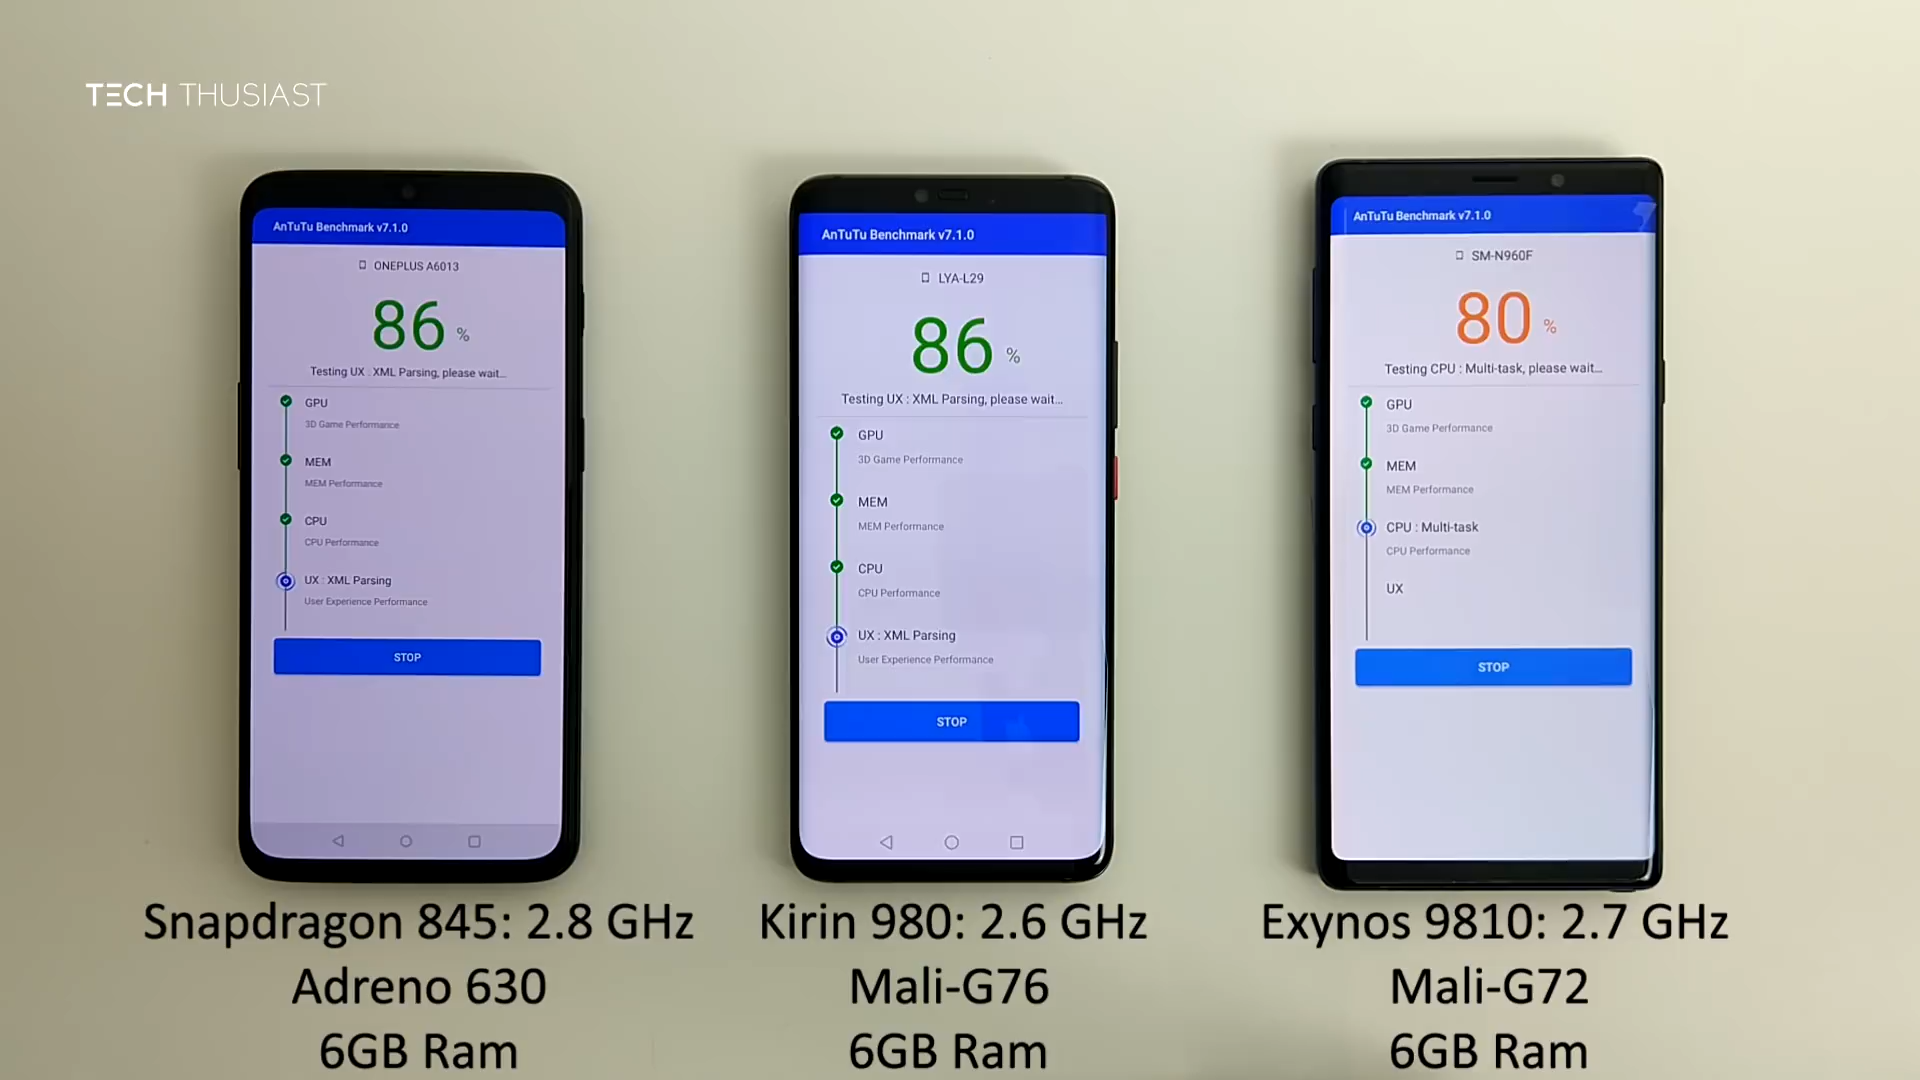 TECH THUSIAST
AnTuTu Benchmark v7.1.0
ONEPLUS A6013
86 %
Testing UX : XML Parsing, please wait...
GPU
3D Game Performance
MEM
MEM Performance
CPU
CPU Performance
UX : XML Parsing
User Experience Performance
STOP
Snapdragon 845: 2.8 GHz
Adreno 630
6GB Ram
AnTuTu Benchmark v7.1.0
LYA-L29
86 %
Testing UX : XML Parsing, please wait...
GPU
3D Game Performance
MEM
MEM Performance
CPU
CPU Performance
UX : XML Parsing
User Experience Performance
STOP
Kirin 980: 2.6 GHz
Mali-G76
6GB Ram
AnTuTu Benchmark v7.1.0
SM-N960F
80 %
Testing CPU : Multi-task, please wait...
GPU
3D Game Performance
MEM
MEM Performance
CPU : Multi-task
CPU Performance
UX
STOP
Exynos 9810: 2.7 GHz
Mali-G72
6GB Ram